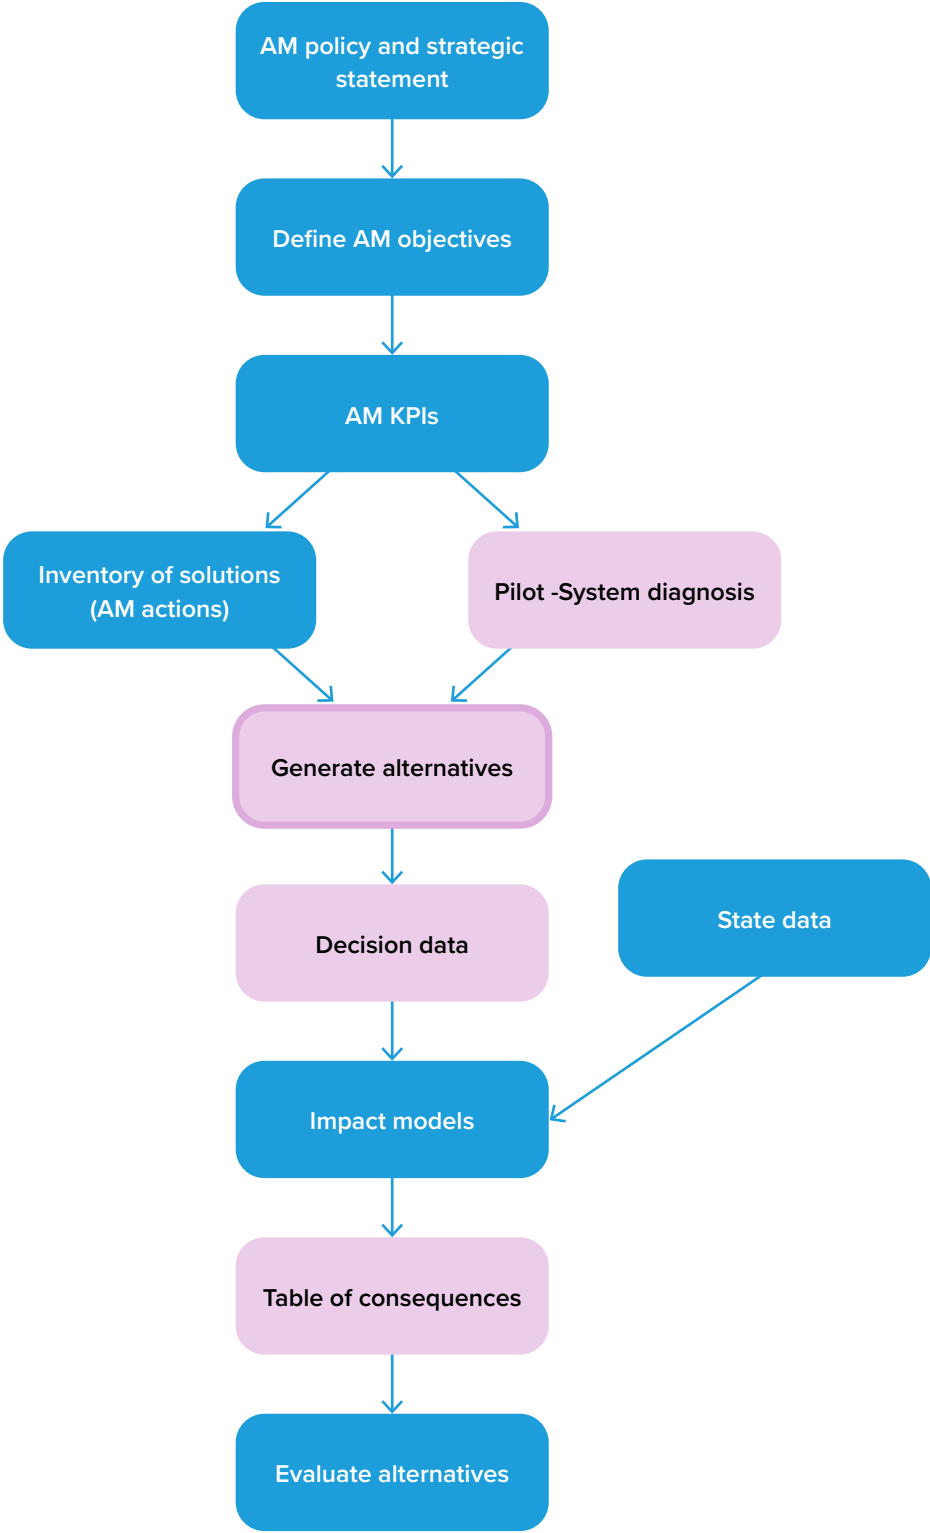 AM policy and strategic
statement
Define AM objectives
AM KPIs
Inventory of solutions
(AM actions)
Pilot -System diagnosis
Generate alternatives
Decision data
State data
Impact models
Table of consequences
Evaluate alternatives